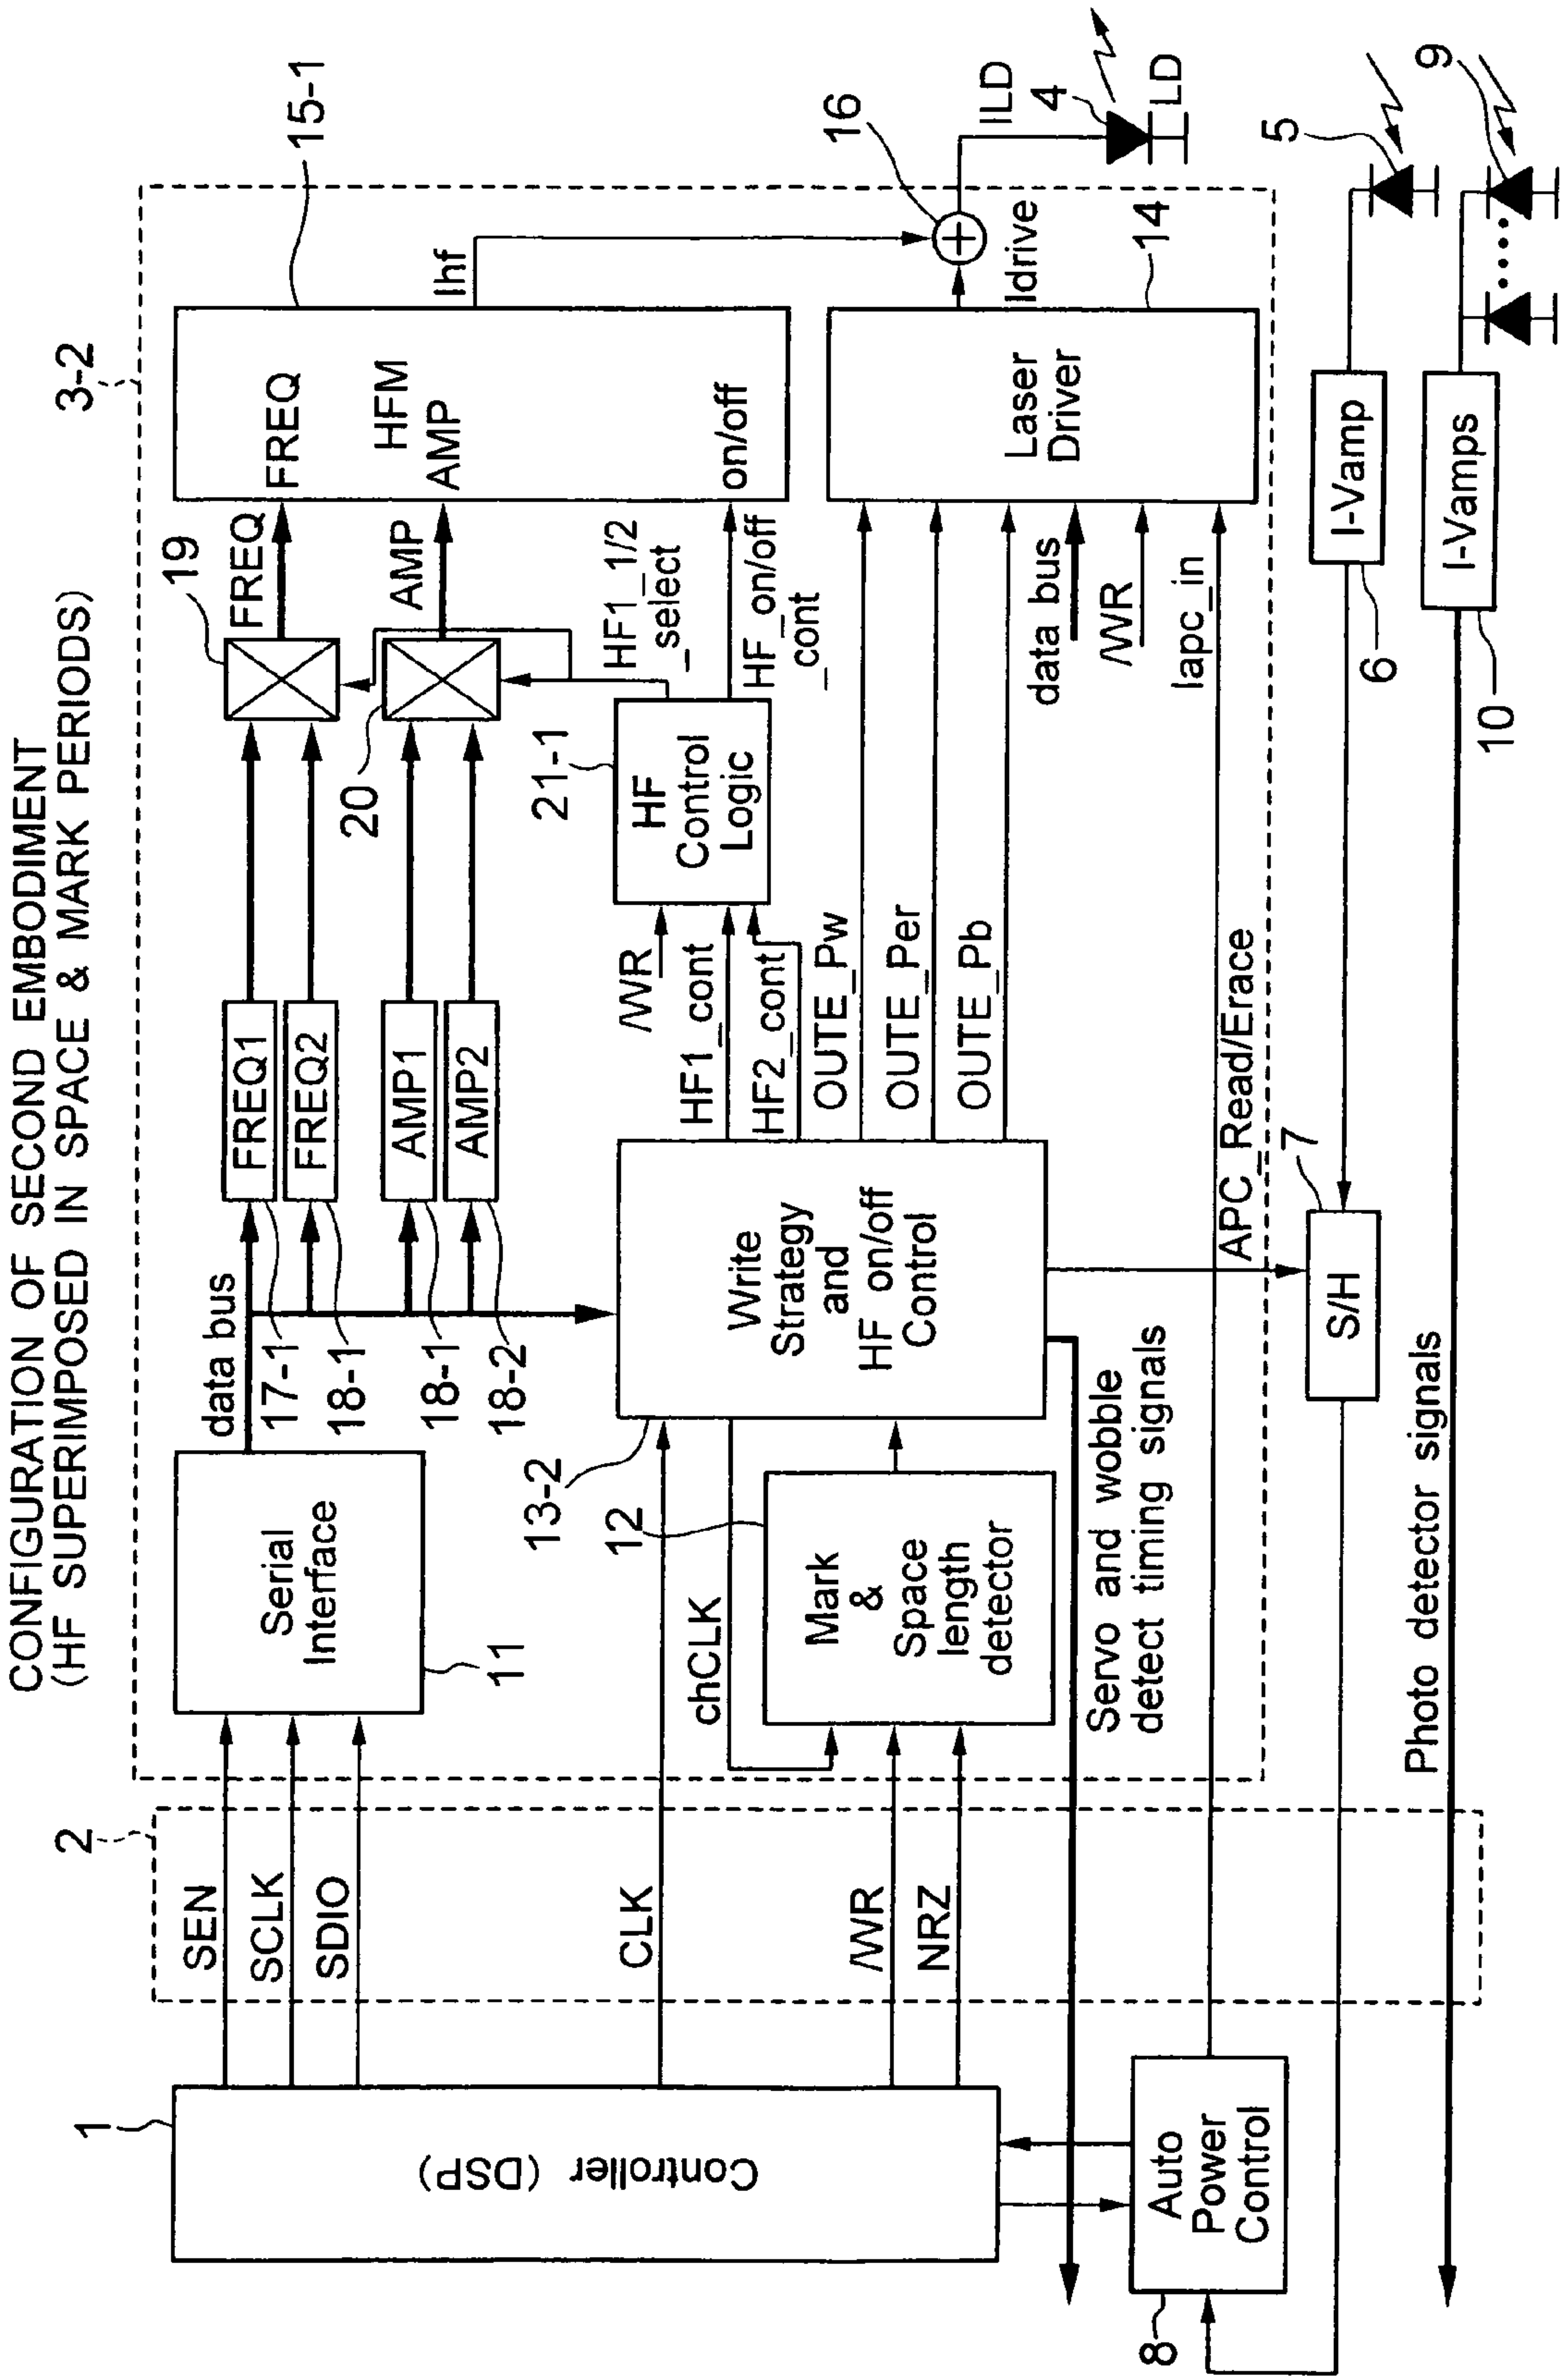 CONFIGURATION OF SECOND EMBODIMENT
(HF SUPERIMPOSED IN SPACE & MARK PERIODS)
3-2
2
1
Controller (DSP)
SEN
SCLK
SDIO
CLK
/WR
NRZ
Serial
Interface
11
data bus
17-1
18-1
18-1
18-2
FREQ1
FREQ2
AMP1
AMP2
19
FREQ
20
AMP
FREQ
HFM
AMP
on/off
15-1
Ihf
HF1_1/2
_select
HF_on/off
_cont
21-1
HF
Control
Logic
/WR
HF1_cont
HF2_cont
OUTE_Pw
OUTE_Per
OUTE_Pb
13-2
Write
Strategy
and
HF on/off
Control
chCLK
12
Mark
&
Space
length
detector
Servo and wobble
detect timing signals
data bus
/WR
Iapc_in
Laser
Driver
14
Idrive
16
ILD
4
LD
APC_Read/Erace
8
Auto
Power
Control
7
S/H
I-Vamp
6
5
I-Vamps
10
9
Photo detector signals